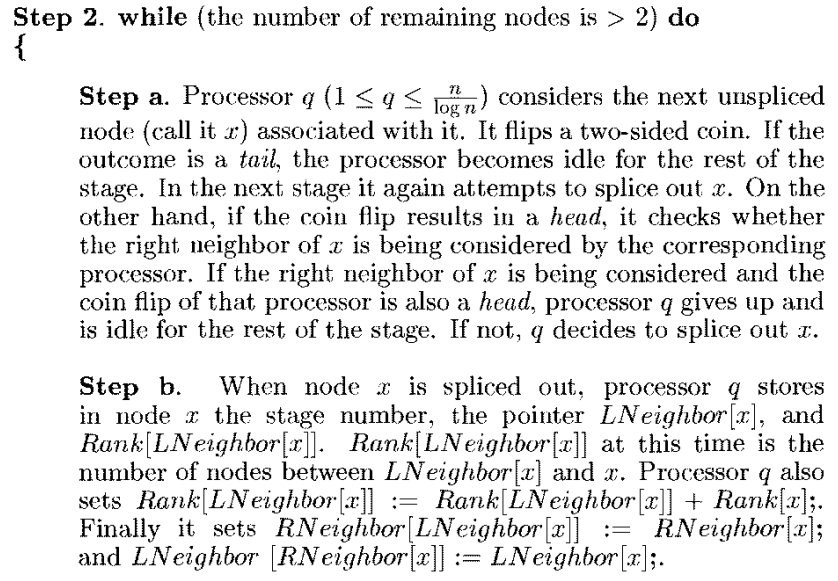 Step 2. while (the number of remaining nodes is > 2) do
{
Step a. Processor q (1 ≤ q ≤ n/log n) considers the next unspliced
node (call it x) associated with it. It flips a two-sided coin. If the
outcome is a tail, the processor becomes idle for the rest of the
stage. In the next stage it again attempts to splice out x. On the
other hand, if the coin flip results in a head, it checks whether
the right neighbor of x is being considered by the corresponding
processor. If the right neighbor of x is being considered and the
coin flip of that processor is also a head, processor q gives up and
is idle for the rest of the stage. If not, q decides to splice out x.
Step b. When node x is spliced out, processor q stores
in node x the stage number, the pointer LNeighbor[x], and
Rank[LNeighbor[x]]. Rank[LNeighbor[x]] at this time is the
number of nodes between LNeighbor[x] and x. Processor q also
sets Rank[LNeighbor[x]] := Rank[LNeighbor[x]] + Rank[x];.
Finally it sets RNeighbor[LNeighbor[x]] := RNeighbor[x];
and LNeighbor [RNeighbor[x]] := LNeighbor[x];.